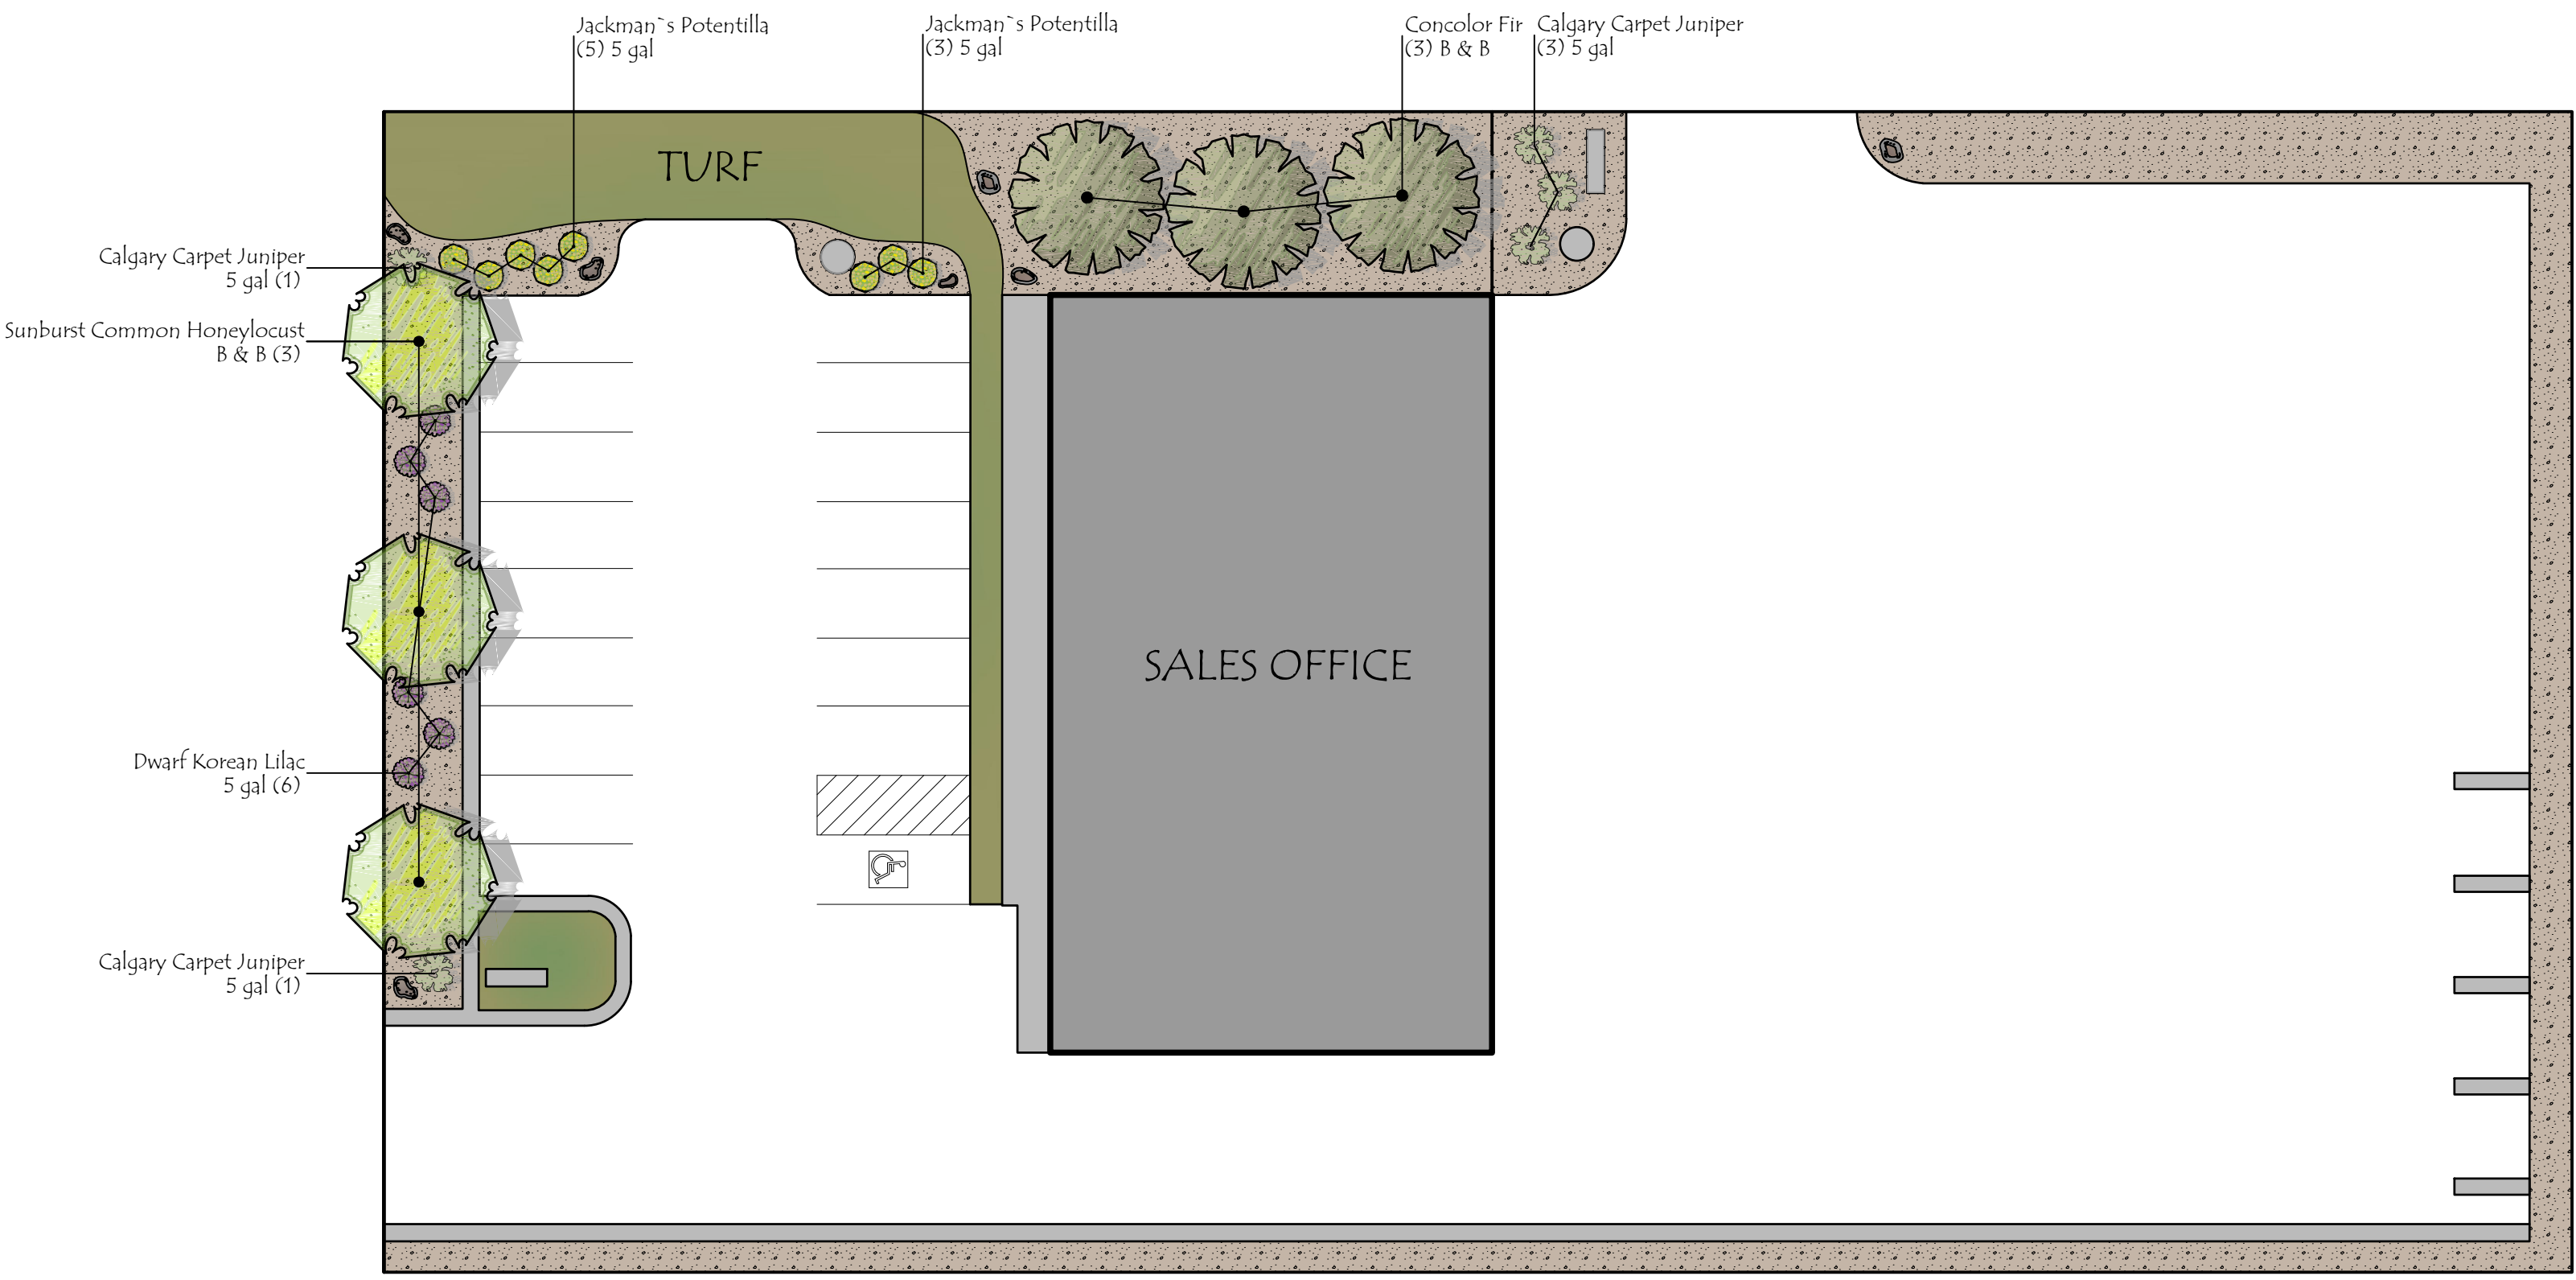 Jackman`s Potentilla
(5) 5 gal
Jackman`s Potentilla
(3) 5 gal
Concolor Fir
(3) B & B
Calgary Carpet Juniper
(3) 5 gal
TURF
Calgary Carpet Juniper
5 gal (1)
Sunburst Common Honeylocust
B & B (3)
SALES OFFICE
Dwarf Korean Lilac
5 gal (6)
Calgary Carpet Juniper
5 gal (1)